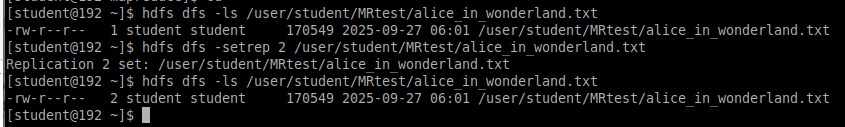 [student@192 ~]$ hdfs dfs -ls /user/student/MRtest/alice_in_wonderland.txt
-rw-r--r--   1 student student     170549 2025-09-27 06:01 /user/student/MRtest/alice_in_wonderland.txt
[student@192 ~]$ hdfs dfs -setrep 2 /user/student/MRtest/alice_in_wonderland.txt
Replication 2 set: /user/student/MRtest/alice_in_wonderland.txt
[student@192 ~]$ hdfs dfs -ls /user/student/MRtest/alice_in_wonderland.txt
-rw-r--r--   2 student student     170549 2025-09-27 06:01 /user/student/MRtest/alice_in_wonderland.txt
[student@192 ~]$